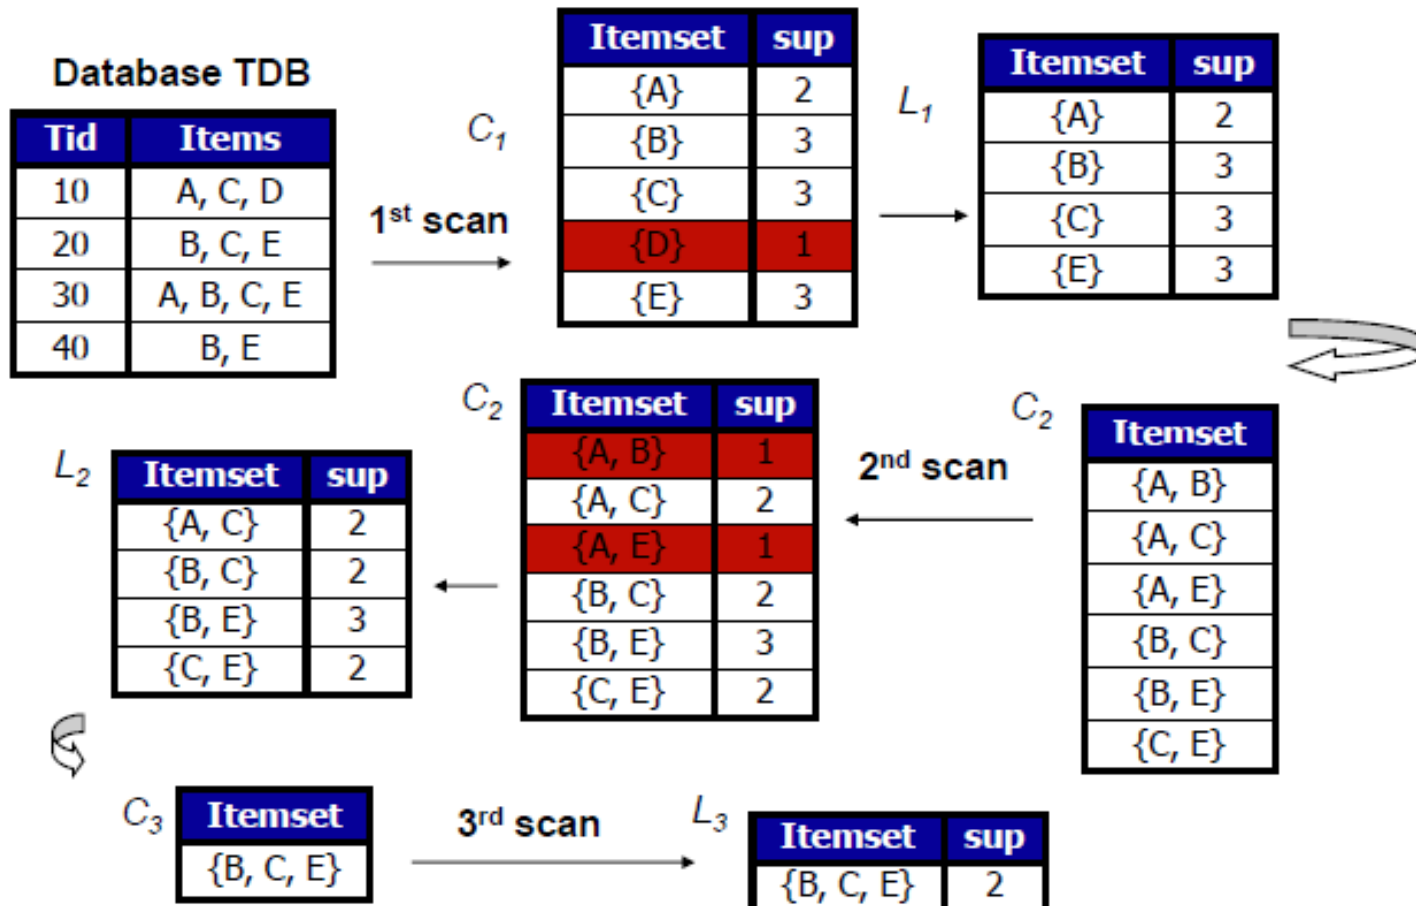 Database TDB
Tid Items
10 A, C, D
20 B, C, E
30 A, B, C, E
40 B, E
1st scan
C1
Itemset sup
{A} 2
{B} 3
{C} 3
{D} 1
{E} 3
L1
Itemset sup
{A} 2
{B} 3
{C} 3
{E} 3
C2
Itemset
{A, B}
{A, C}
{A, E}
{B, C}
{B, E}
{C, E}
2nd scan
C2
Itemset sup
{A, B} 1
{A, C} 2
{A, E} 1
{B, C} 2
{B, E} 3
{C, E} 2
L2
Itemset sup
{A, C} 2
{B, C} 2
{B, E} 3
{C, E} 2
C3
Itemset
{B, C, E}
3rd scan
L3
Itemset sup
{B, C, E} 2